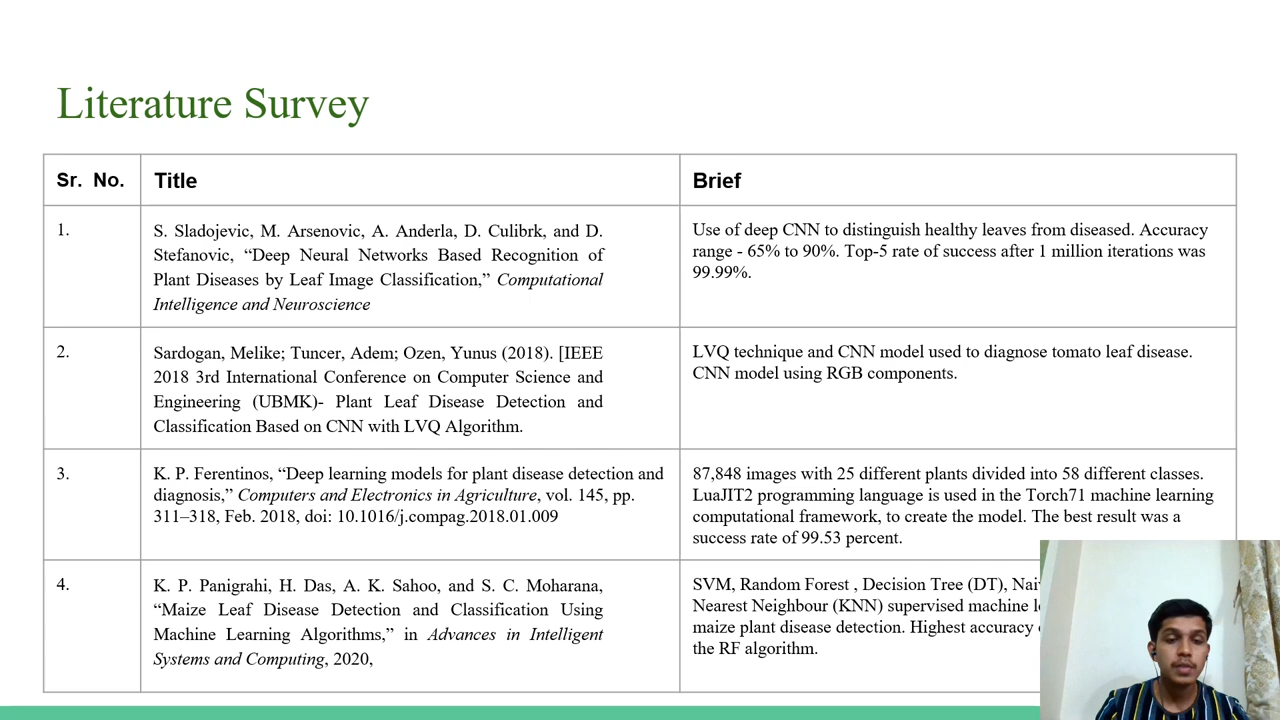 Literature Survey
Sr. No.
Title
Brief
1.
S. Sladojevic, M. Arsenovic, A. Anderla, D. Culibrk, and D.
Stefanovic, “Deep Neural Networks Based Recognition of
Plant Diseases by Leaf Image Classification,” Computational
Intelligence and Neuroscience
Use of deep CNN to distinguish healthy leaves from diseased. Accuracy
range - 65% to 90%. Top-5 rate of success after 1 million iterations was
99.99%.
2.
Sardogan, Melike; Tuncer, Adem; Ozen, Yunus (2018). [IEEE
2018 3rd International Conference on Computer Science and
Engineering (UBMK)- Plant Leaf Disease Detection and
Classification Based on CNN with LVQ Algorithm.
LVQ technique and CNN model used to diagnose tomato leaf disease.
CNN model using RGB components.
3.
K. P. Ferentinos, “Deep learning models for plant disease detection and
diagnosis,” Computers and Electronics in Agriculture, vol. 145, pp.
311–318, Feb. 2018, doi: 10.1016/j.compag.2018.01.009
87,848 images with 25 different plants divided into 58 different classes.
LuaJIT2 programming language is used in the Torch71 machine learning
computational framework, to create the model. The best result was a
success rate of 99.53 percent.
4.
K. P. Panigrahi, H. Das, A. K. Sahoo, and S. C. Moharana,
“Maize Leaf Disease Detection and Classification Using
Machine Learning Algorithms,” in Advances in Intelligent
Systems and Computing, 2020,
SVM, Random Forest , Decision Tree (DT),
Nearest Neighbour (KNN) supervised machine
maize plant disease detection. Highest accuracy
the RF algorithm.